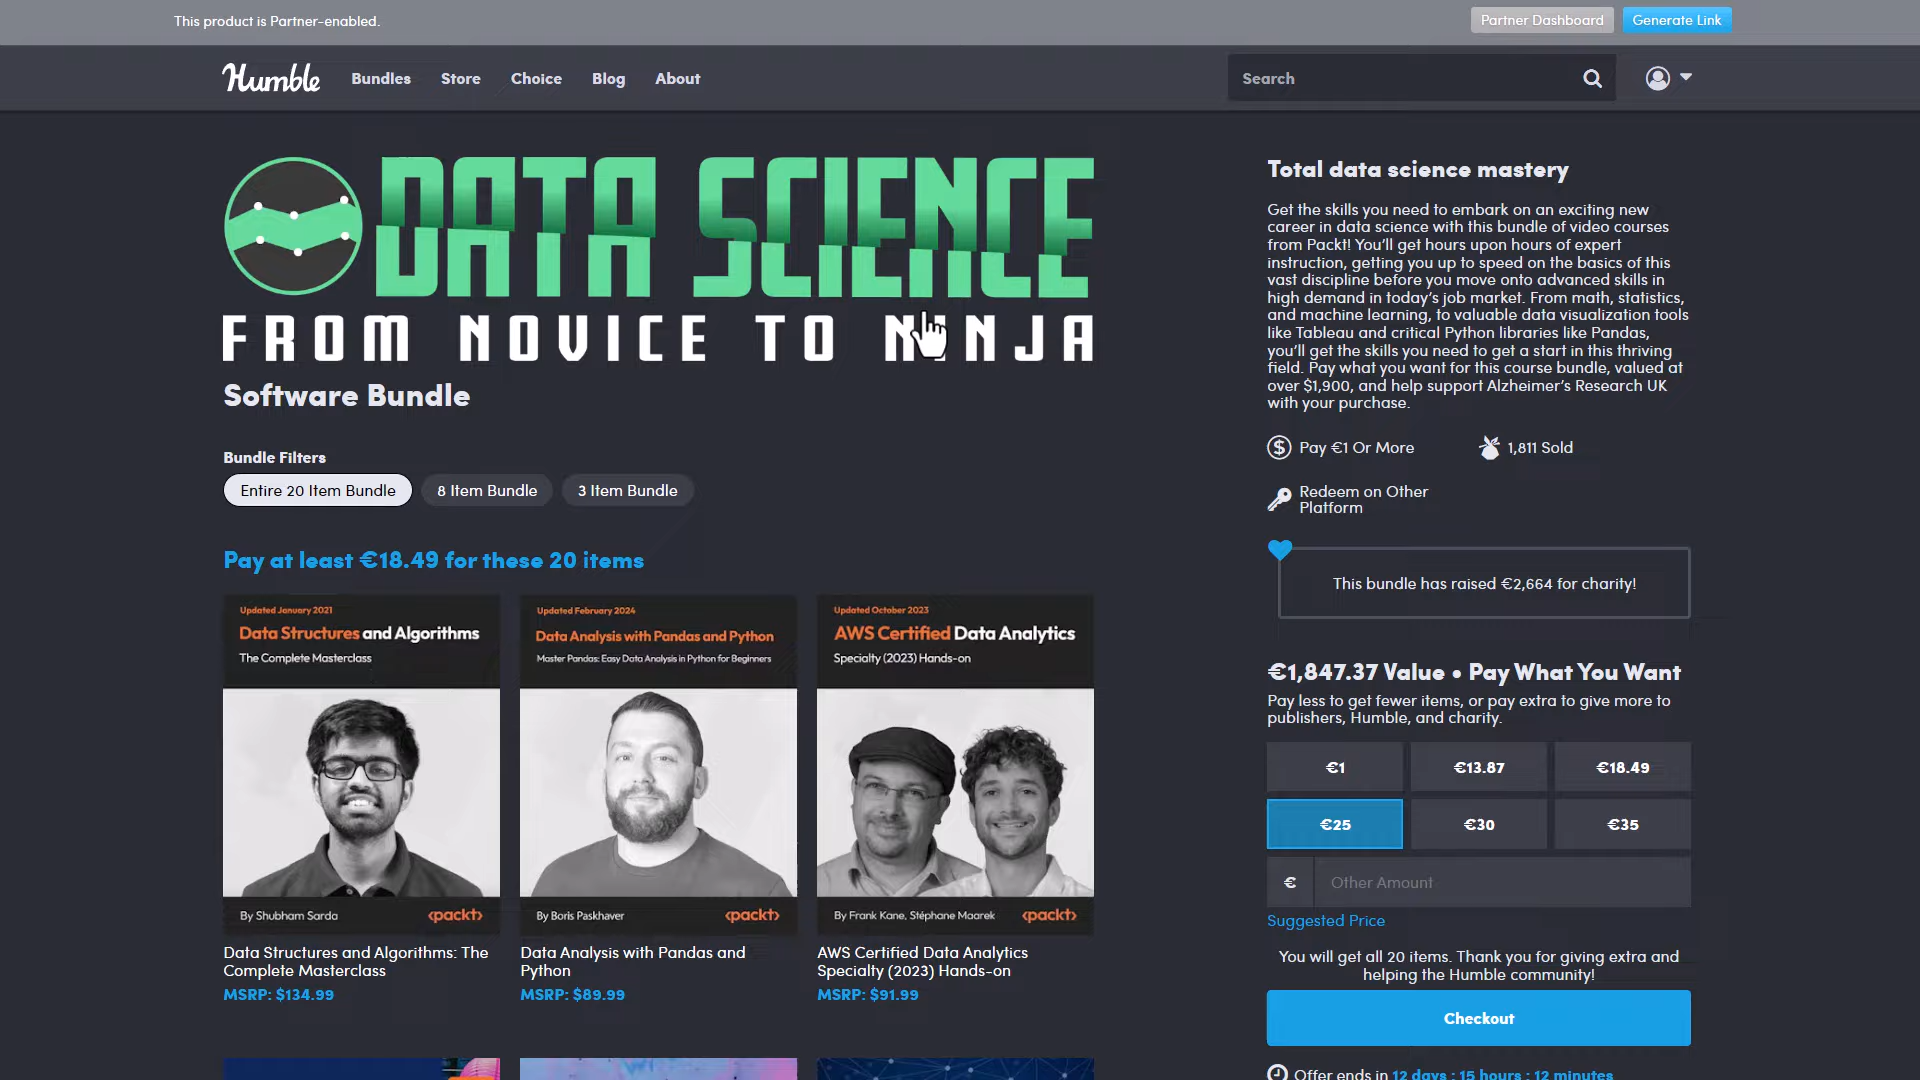 This product is Partner-enabled.
Partner Dashboard
Generate Link
Humble
Bundles
Store
Choice
Blog
About
Search
DATA SCIENCE
FROM NOVICE TO NINJA
Software Bundle
Bundle Filters
Entire 20 Item Bundle
8 Item Bundle
3 Item Bundle
Pay at least €18.49 for these 20 items
Updated January 2021
Data Structures and Algorithms
The Complete Masterclass
By Shubham Sarda
<packt>
Data Structures and Algorithms: The
Complete Masterclass
MSRP: $134.99
Updated February 2024
Data Analysis with Pandas and Python
Master Pandas: Easy Data Analysis in Python for Beginners
By Boris Paskhaver
<packt>
Data Analysis with Pandas and
Python
MSRP: $89.99
Updated October 2023
AWS Certified Data Analytics
Specialty (2023) Hands-on
By Frank Kane, Stéphane Maarek
<packt>
AWS Certified Data Analytics
Specialty (2023) Hands-on
MSRP: $91.99
Total data science mastery
Get the skills you need to embark on an exciting new
career in data science with this bundle of video courses
from Packt! You'll get hours upon hours of expert
instruction, getting you up to speed on the basics of this
vast discipline before you move onto advanced skills in
high demand in today's job market. From math, statistics,
and machine learning, to valuable data visualization tools
like Tableau and critical Python libraries like Pandas,
you'll get the skills you need to get a start in this thriving
field. Pay what you want for this course bundle, valued at
over $1,900, and help support Alzheimer's Research UK
with your purchase.
Pay €1 Or More
1,811 Sold
Redeem on Other
Platform
This bundle has raised €2,664 for charity!
€1,847.37 Value • Pay What You Want
Pay less to get fewer items, or pay extra to give more to
publishers, Humble, and charity.
€1
€13.87
€18.49
€25
€30
€35
€
Other Amount
Suggested Price
You will get all 20 items. Thank you for giving extra and
helping the Humble community!
Checkout
Offer ends in 12 days : 15 hours : 12 minutes